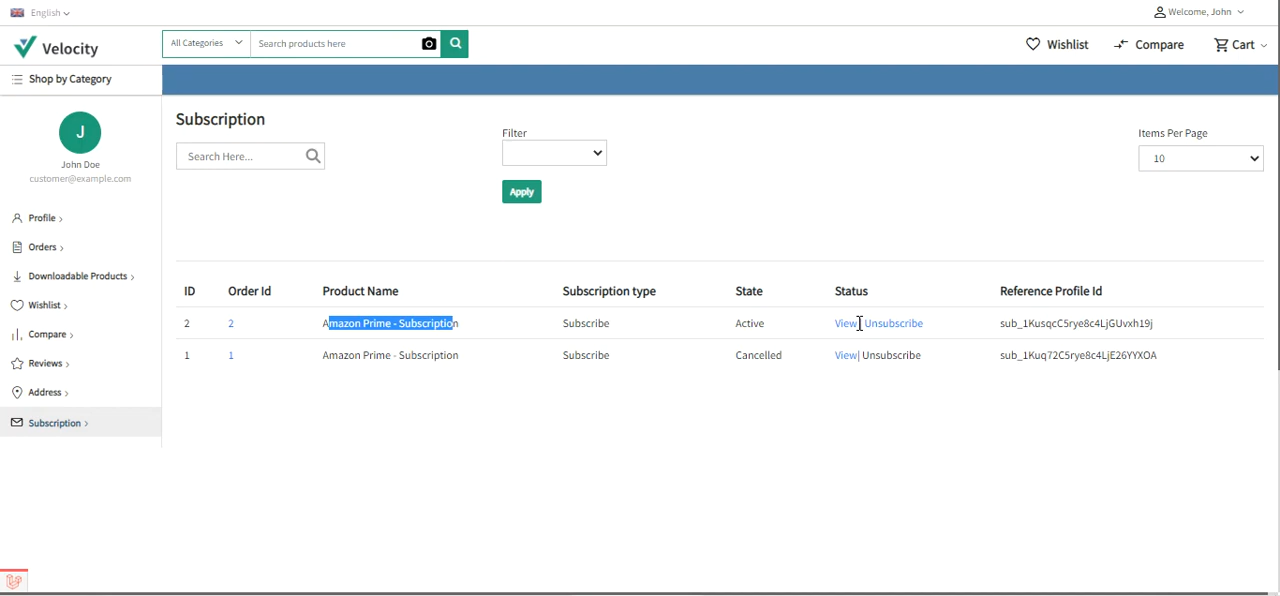 English
Welcome, John
Velocity
All Categories
Search products here
Wishlist
Compare
Cart
Shop by Category
J
John Doe
customer@example.com
Profile
Orders
Downloadable Products
Wishlist
Compare
Reviews
Address
Subscription
Subscription
Search Here...
Filter
Apply
Items Per Page
10
ID Order Id Product Name Subscription type State Status Reference Profile Id
2 2 Amazon Prime - Subscription Subscribe Active View| Unsubscribe sub_1KusqcC5rye8c4LjGUvxh19j
1 1 Amazon Prime - Subscription Subscribe Cancelled View| Unsubscribe sub_1Kuq72C5rye8c4LjE26YYXOA